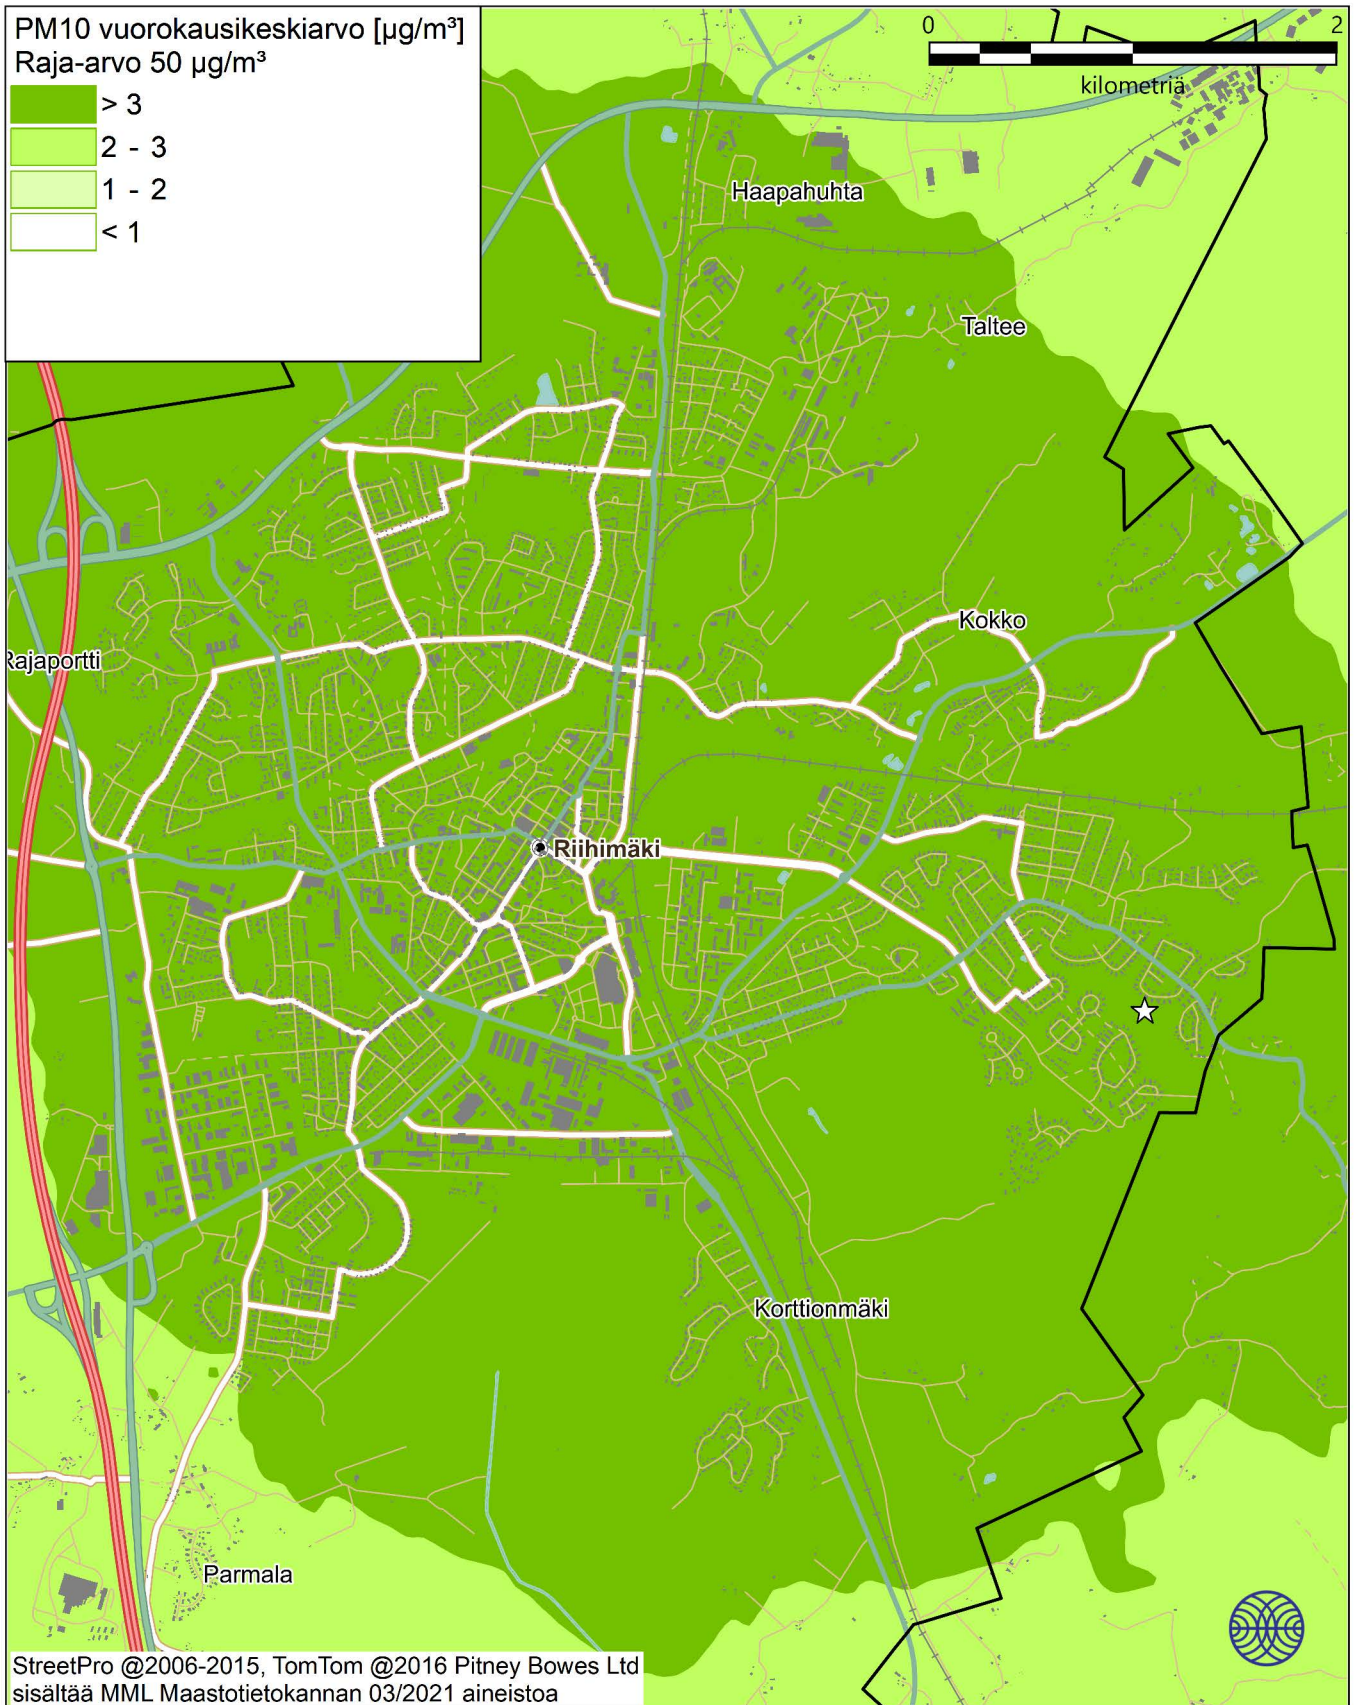 PM10 vuorokausikeskiarvo [µg/m³]
Raja-arvo 50 µg/m³
> 3
2 - 3
1 - 2
< 1
0 2
kilometriä
Haapahuhta
Taltee
Kokko
Rajaportti
Riihimäki
Korttionmäki
Parmala
StreetPro @2006-2015, TomTom @2016 Pitney Bowes Ltd
sisältää MML Maastotietokannan 03/2021 aineistoa